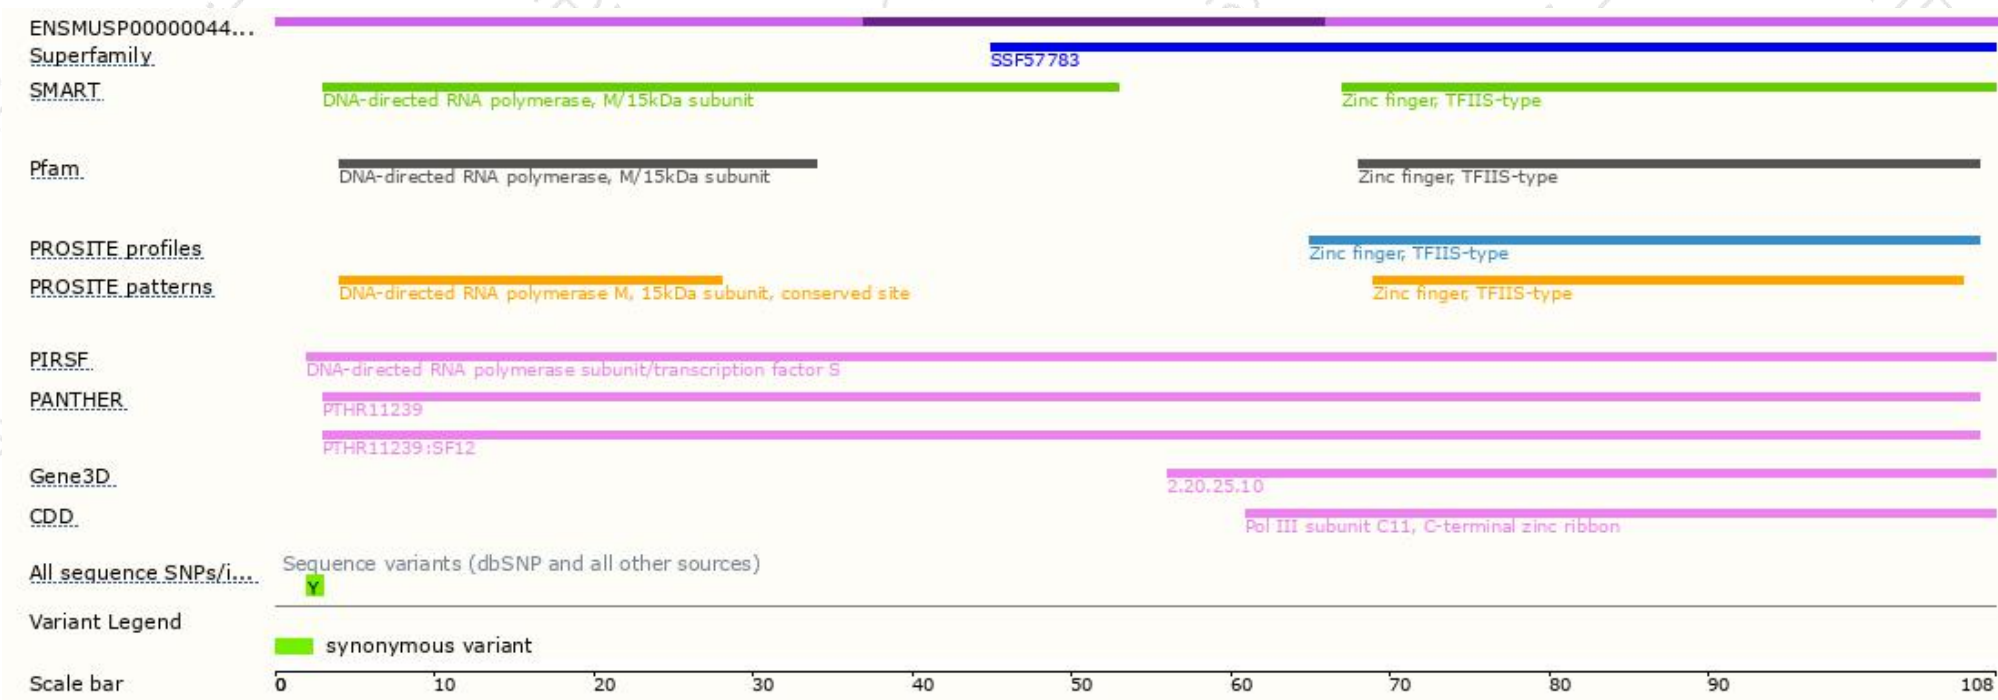 ENSMUSP00000044...
Superfamily
SSF57783
SMART
DNA-directed RNA polymerase, M/15kDa subunit
Zinc finger, TFIIS-type
Pfam
DNA-directed RNA polymerase, M/15kDa subunit
Zinc finger, TFIIS-type
PROSITE profiles
Zinc finger, TFIIS-type
PROSITE patterns
DNA-directed RNA polymerase M, 15kDa subunit, conserved site
Zinc finger, TFIIS-type
PIRSF
DNA-directed RNA polymerase subunit/transcription factor S
PANTHER
PTHR11239
PTHR11239:SF12
Gene3D
2.20.25.10
CDD
Pol III subunit C11, C-terminal zinc ribbon
All sequence SNPs/i...
Sequence variants (dbSNP and all other sources)
Y
Variant Legend
synonymous variant
Scale bar
0 10 20 30 40 50 60 70 80 90 108